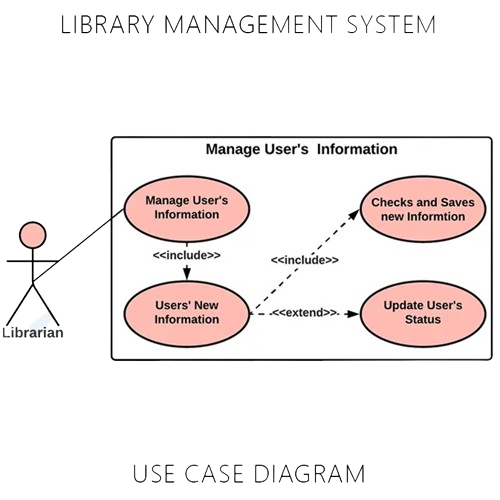 LIBRARY MANAGEMENT SYSTEM
Manage User's Information
Manage User's
Information
Checks and Saves
new Informtion
<<include>>
<<include>>
Users' New
Information
<<extend>>
Update User's
Status
Librarian
USE CASE DIAGRAM